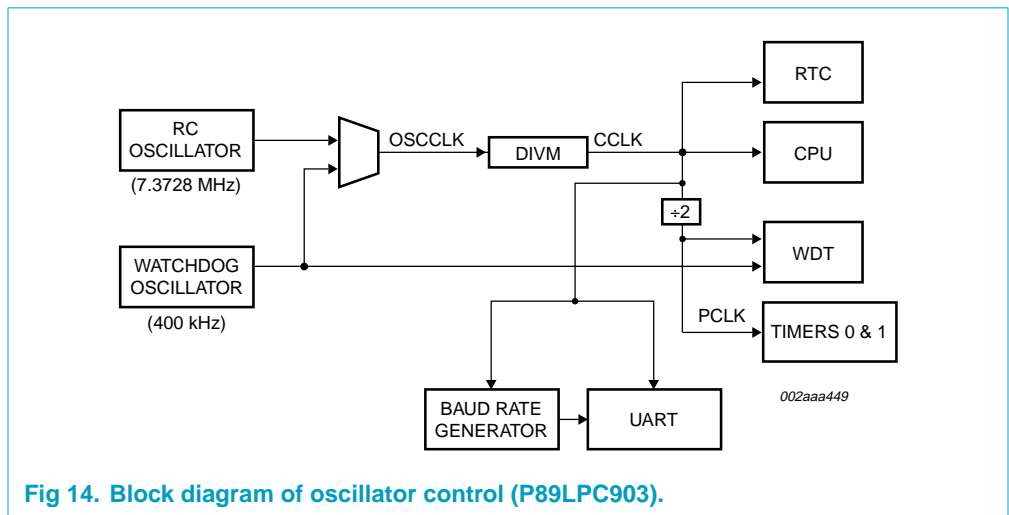 RTC
RC
OSCILLATOR
(7.3728 MHz)
OSCCLK
DIVM
CCLK
CPU
÷2
WATCHDOG
OSCILLATOR
(400 kHz)
WDT
PCLK
TIMERS 0 & 1
BAUD RATE
GENERATOR
UART
002aaa449
Fig 14. Block diagram of oscillator control (P89LPC903).